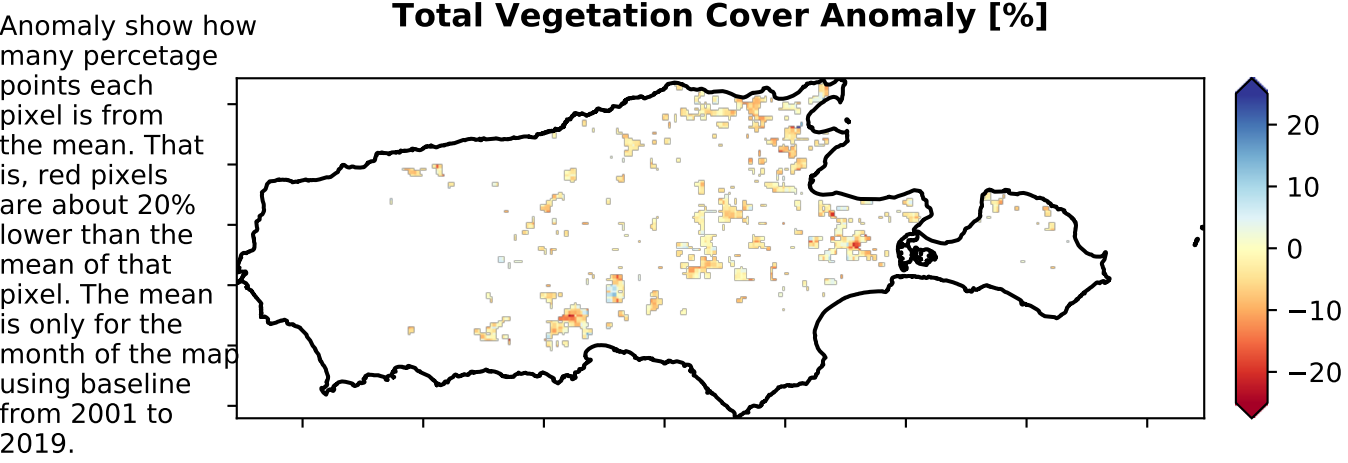 Total Vegetation Cover Anomaly [%]
Anomaly show how
many percetage
points each
pixel is from
the mean. That
is, red pixels
are about 20%
lower than the
mean of that
pixel. The mean
is only for the
month of the map
using baseline
from 2001 to
2019.
20
10
0
−10
−20